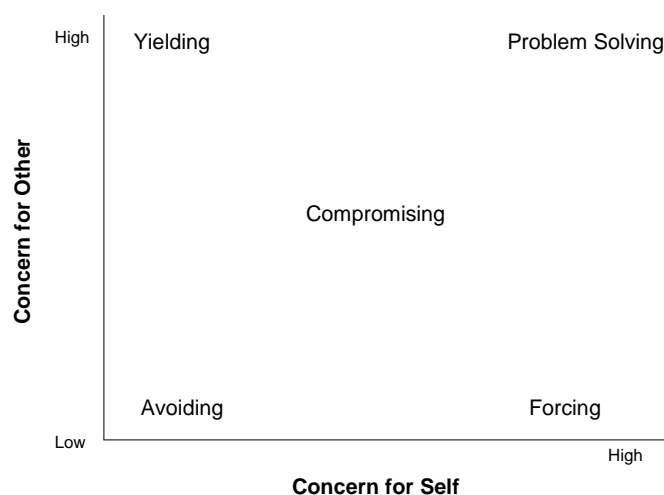 High
Yielding
Problem Solving
Concern for Other
Compromising
Avoiding
Forcing
Low
High
Concern for Self